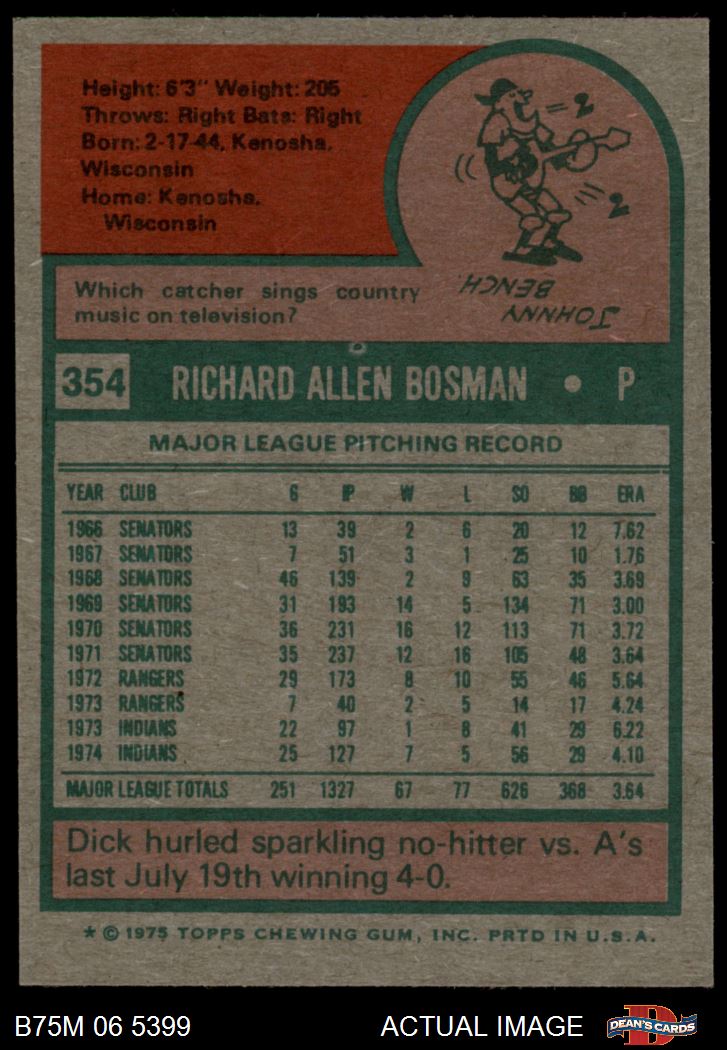 Height: 6'3" Weight: 205
Throws: Right Bats: Right
Born: 2-17-44, Kenosha,
Wisconsin
Home: Kenosha,
Wisconsin
2
2
Which catcher sings country
music on television?
JOHNNY
BENCH.
354 RICHARD ALLEN BOSMAN • P
MAJOR LEAGUE PITCHING RECORD
YEAR CLUB G IP W L SO BB ERA
1966 SENATORS 13 39 2 6 20 12 7.62
1967 SENATORS 7 51 3 1 25 10 1.76
1968 SENATORS 46 139 2 9 63 35 3.69
1969 SENATORS 31 193 14 5 134 71 3.00
1970 SENATORS 36 231 16 12 113 71 3.72
1971 SENATORS 35 237 12 16 105 48 3.64
1972 RANGERS 29 173 8 10 55 46 5.64
1973 RANGERS 7 40 2 5 14 17 4.24
1973 INDIANS 22 97 1 8 41 29 6.22
1974 INDIANS 25 127 7 5 56 29 4.10
MAJOR LEAGUE TOTALS 251 1327 67 77 626 368 3.64
Dick hurled sparkling no-hitter vs. A's
last July 19th winning 4-0.
* © 1975 TOPPS CHEWING GUM, INC. PRTD IN U.S.A.
B75M 06 5399 ACTUAL IMAGE DEAN'S CARDS